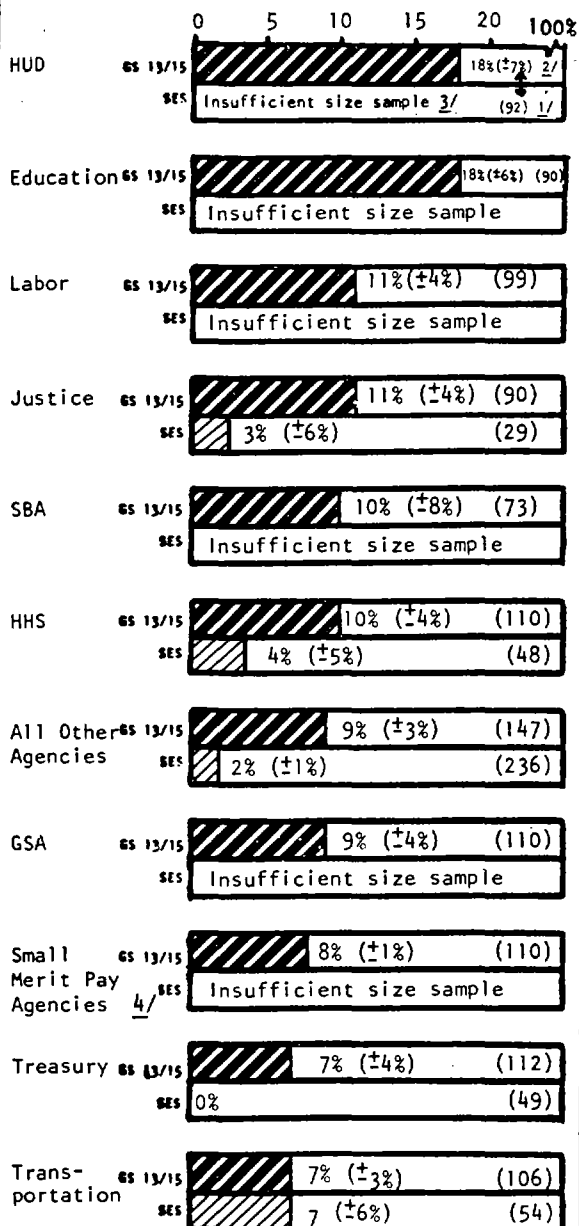 0 5 10 15 20 100%
HUD GS 13/15 18%(±7%) 2/
SES Insufficient size sample 3/ (92) 1/
Education GS 13/15 18%(±6%) (90)
SES Insufficient size sample
Labor GS 13/15 11%(±4%) (99)
SES Insufficient size sample
Justice GS 13/15 11% (±4%) (90)
SES 3% (±6%) (29)
SBA GS 13/15 10% (±8%) (73)
SES Insufficient size sample
HHS GS 13/15 10% (±4%) (110)
SES 4% (±5%) (48)
All Other GS 13/15 9% (±3%) (147)
Agencies SES 2% (±1%) (236)
GSA GS 13/15 9% (±4%) (110)
SES Insufficient size sample
Small GS 13/15 8% (±1%) (110)
Merit Pay SES Insufficient size sample
Agencies 4/
Treasury GS 13/15 7% (±4%) (112)
SES 0% (49)
Trans- GS 13/15 7% (±3%) (106)
portation SES 7 (±6%) (54)